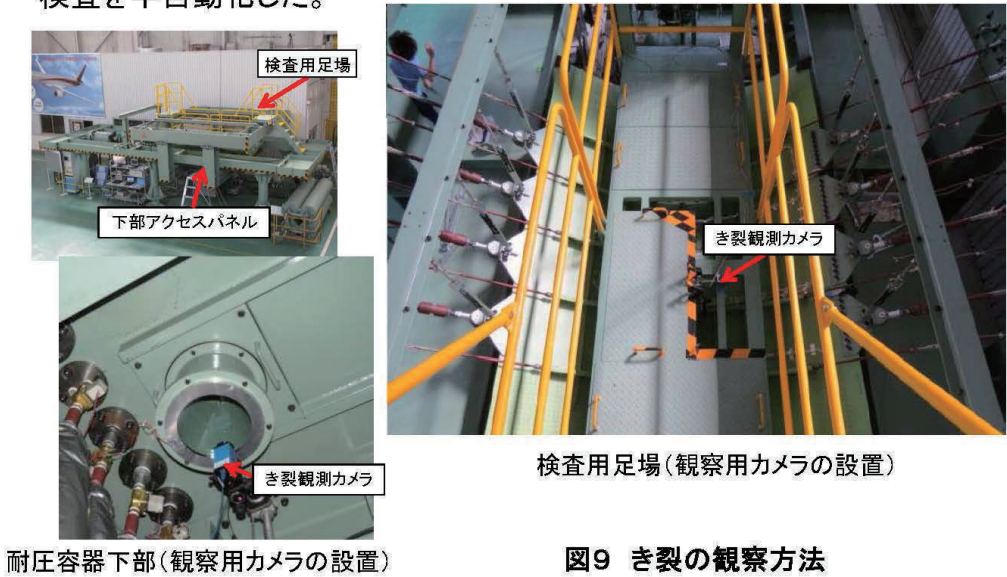 検査を半自動化した。
検査用足場
下部アクセスパネル
き裂観測カメラ
き裂観測カメラ
検査用足場(観察用カメラの設置)
耐圧容器下部(観察用カメラの設置)
図9 き裂の観察方法